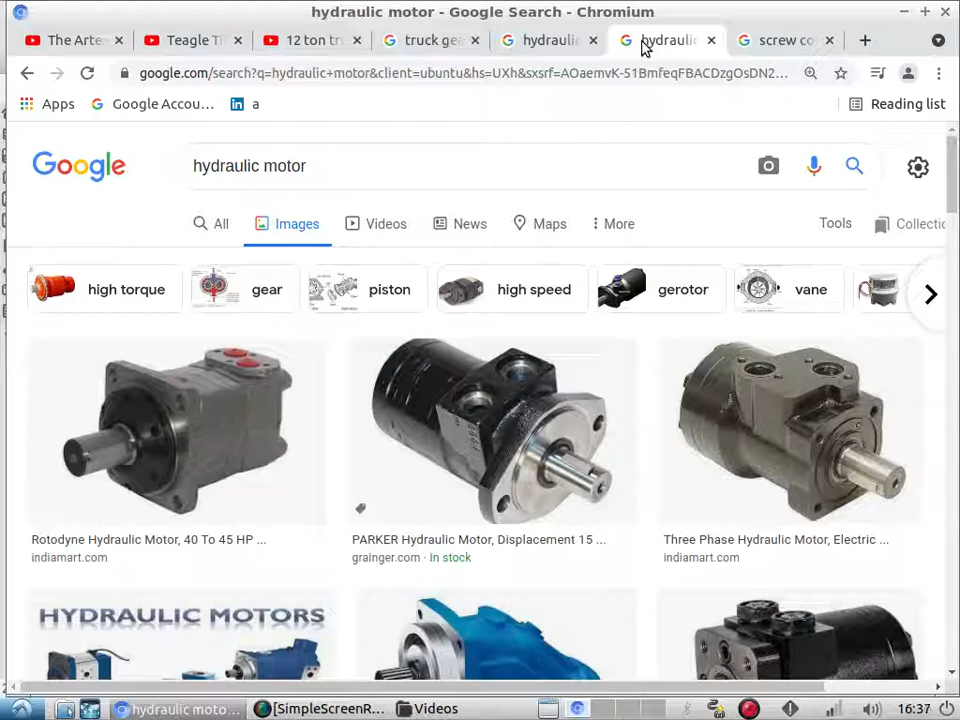 hydraulic motor - Google Search - Chromium
The Arte
Teagle Ti
12 ton tr
truck gea
hydraulic
hydraulic
screw co
google.com/search?q=hydraulic+motor&client=ubuntu&hs=UXh&sxsrf=AOaemvK-51BmfeqFBACDzgOsDN2...
Apps
Google Accou...
a
Reading list
Google
hydraulic motor
All
Images
Videos
News
Maps
More
Tools
Collectio
high torque
gear
piston
high speed
gerotor
vane
Rotodyne Hydraulic Motor, 40 To 45 HP ...
indiamart.com
PARKER Hydraulic Motor, Displacement 15 ...
grainger.com · In stock
Three Phase Hydraulic Motor, Electric ...
indiamart.com
HYDRAULIC MOTORS
hydraulic moto...
[SimpleScreenR...
Videos
16:37